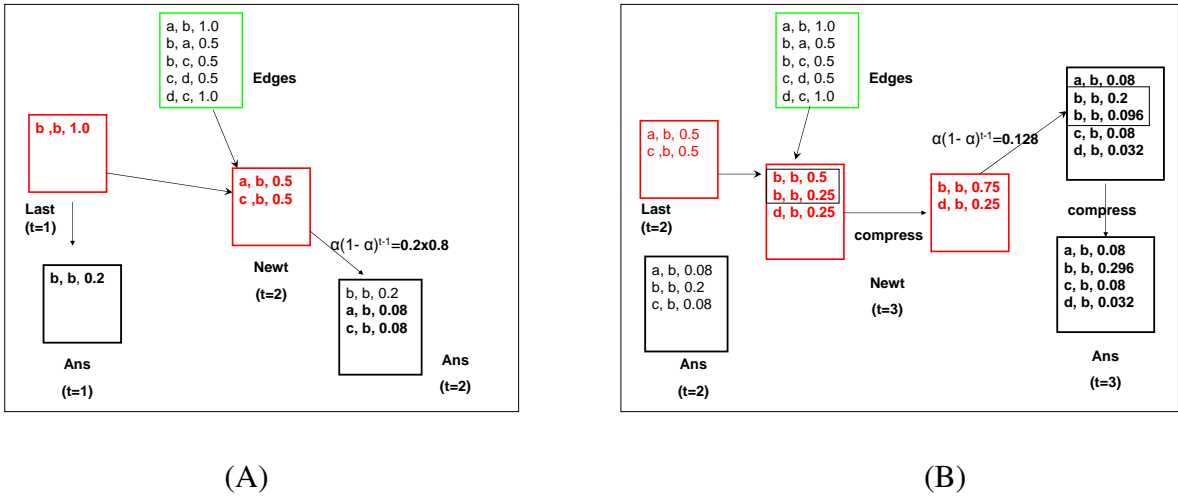 a, b, 1.0
b, a, 0.5
b, c, 0.5
c, d, 0.5
d, c, 1.0
Edges
b ,b, 1.0
Last
(t=1)
a, b, 0.5
c ,b, 0.5
α(1- α)t-1=0.2x0.8
Newt
(t=2)
b, b, 0.2
Ans
(t=1)
b, b, 0.2
a, b, 0.08
c, b, 0.08
Ans
(t=2)
(A)
a, b, 1.0
b, a, 0.5
b, c, 0.5
c, d, 0.5
d, c, 1.0
Edges
a, b, 0.5
c ,b, 0.5
Last
(t=2)
b, b, 0.5
b, b, 0.25
d, b, 0.25
compress
Newt
(t=3)
b, b, 0.75
d, b, 0.25
α(1- α)t-1=0.128
a, b, 0.08
b, b, 0.2
b, b, 0.096
c, b, 0.08
d, b, 0.032
compress
a, b, 0.08
b, b, 0.2
c, b, 0.08
Ans
(t=2)
a, b, 0.08
b, b, 0.296
c, b, 0.08
d, b, 0.032
Ans
(t=3)
(B)